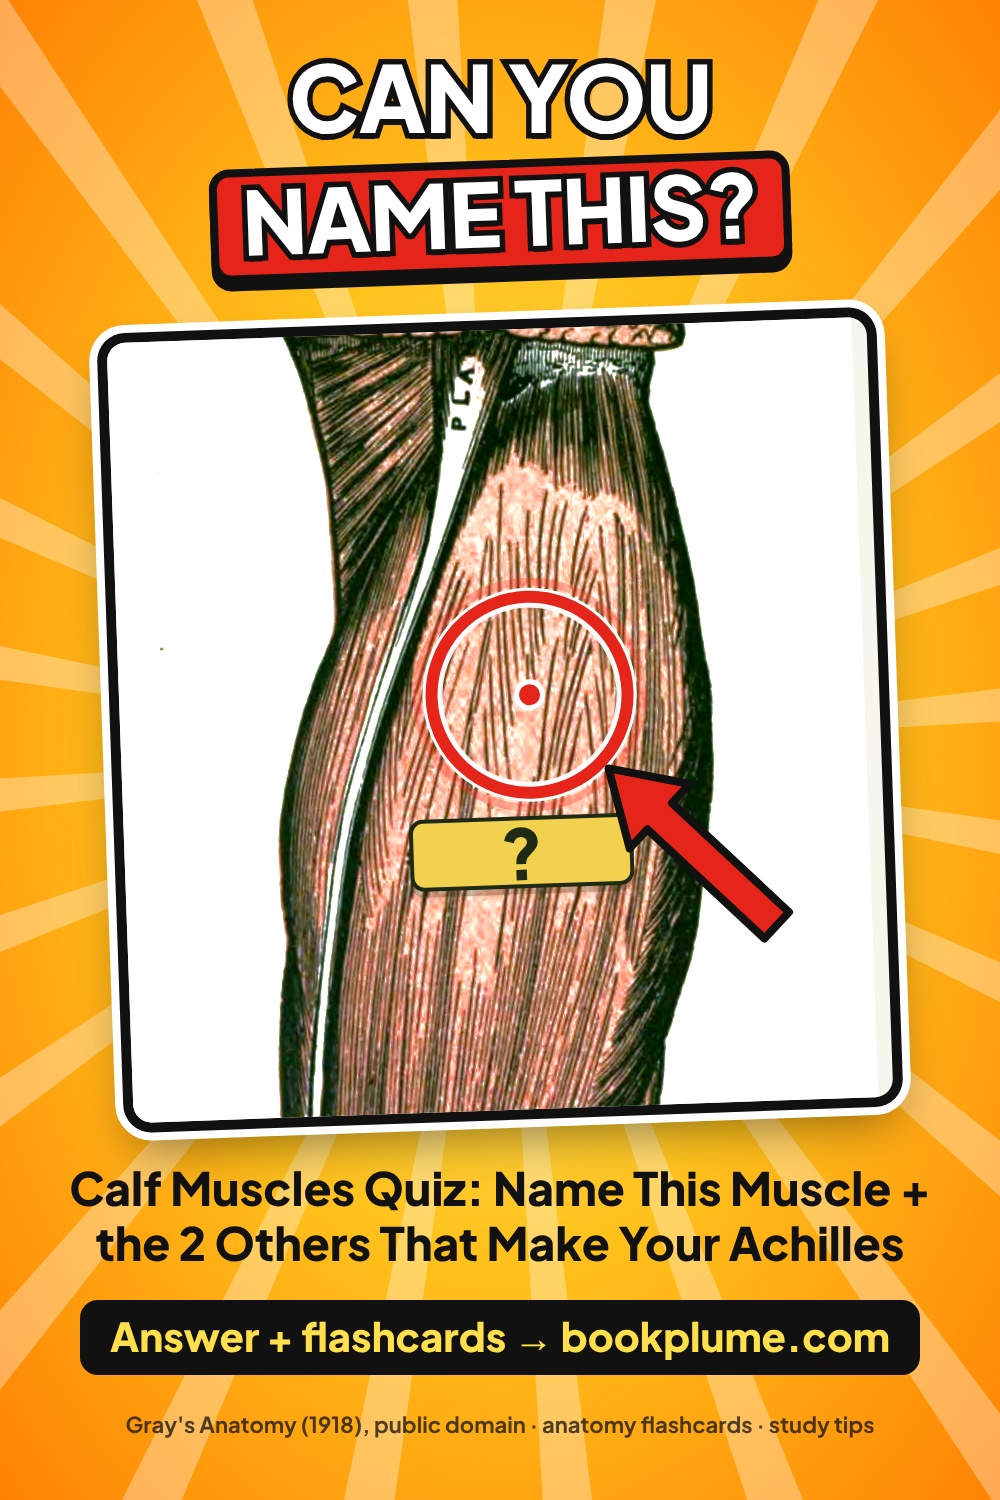 CAN YOU
NAME THIS?
PLA
?
Calf Muscles Quiz: Name This Muscle +
the 2 Others That Make Your Achilles
Answer + flashcards → bookplume.com
Gray's Anatomy (1918), public domain · anatomy flashcards · study tips